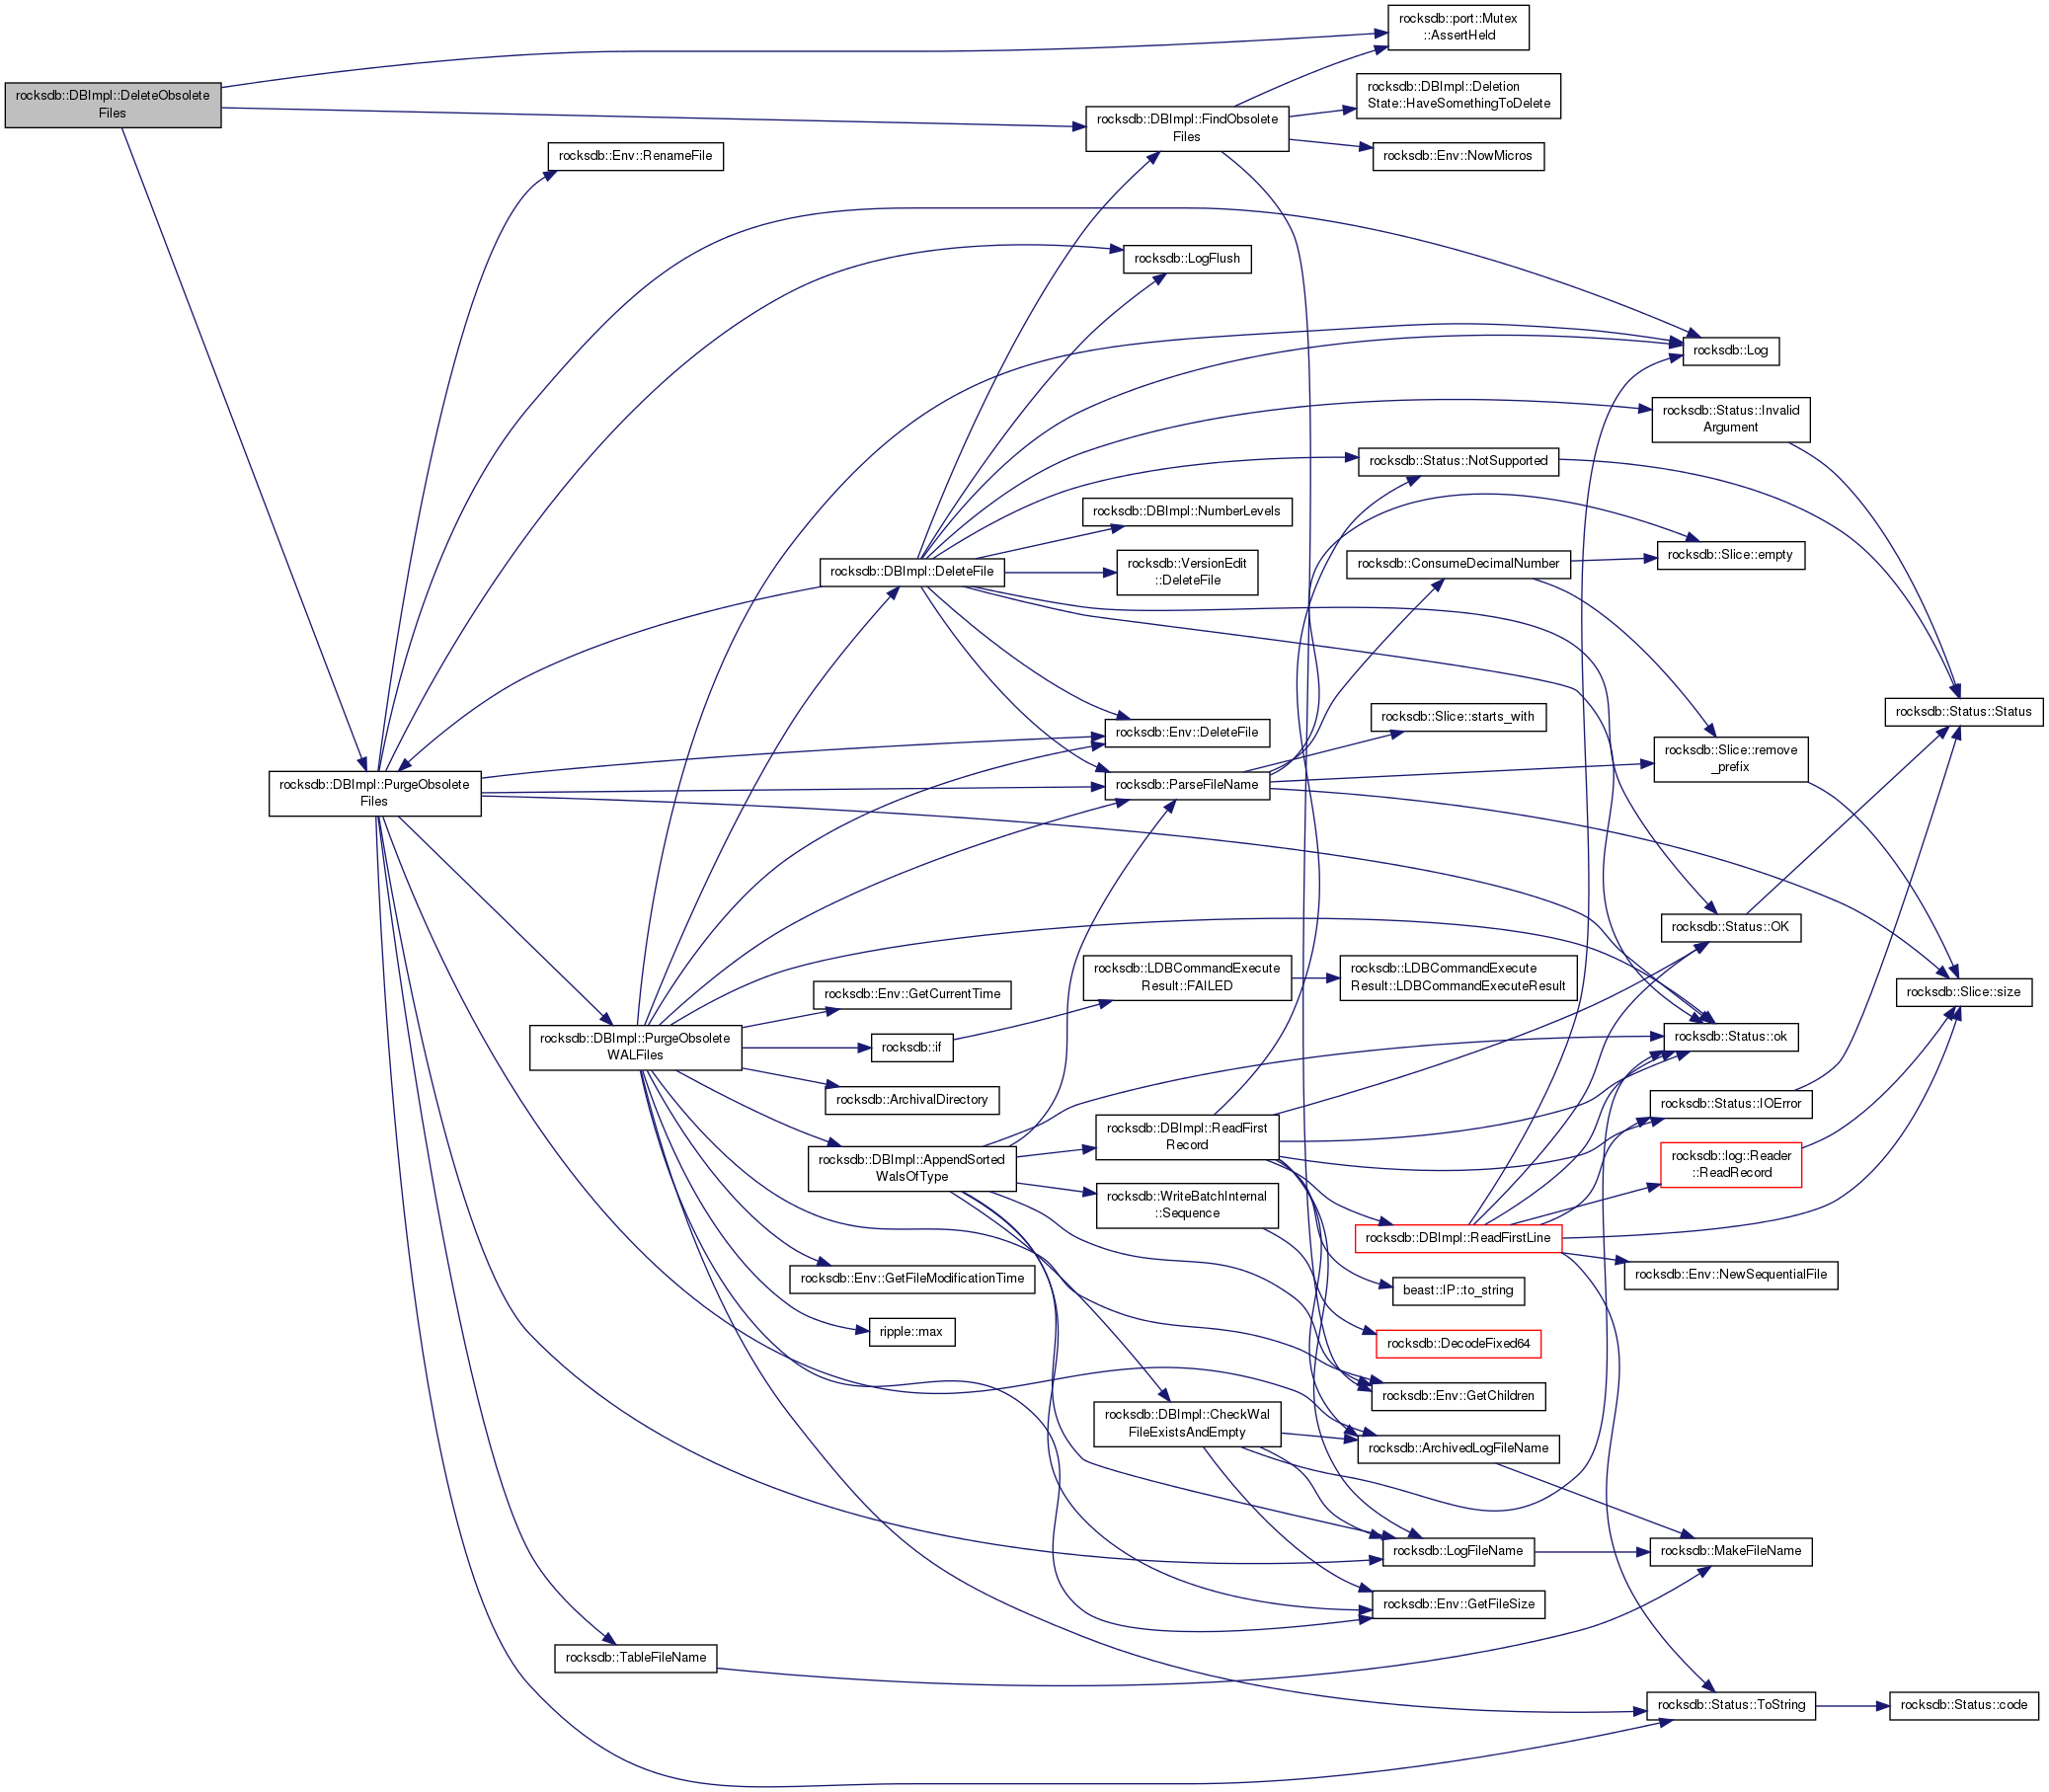 rocksdb::DBImpl::DeleteObsolete
Files
rocksdb::port::Mutex
::AssertHeld
rocksdb::DBImpl::Deletion
State::HaveSomethingToDelete
rocksdb::DBImpl::FindObsolete
Files
rocksdb::Env::RenameFile
rocksdb::Env::NowMicros
rocksdb::LogFlush
rocksdb::Log
rocksdb::Status::Invalid
Argument
rocksdb::Status::NotSupported
rocksdb::DBImpl::NumberLevels
rocksdb::Slice::empty
rocksdb::ConsumeDecimalNumber
rocksdb::DBImpl::DeleteFile
rocksdb::VersionEdit
::DeleteFile
rocksdb::Slice::starts_with
rocksdb::Status::Status
rocksdb::Env::DeleteFile
rocksdb::Slice::remove
_prefix
rocksdb::DBImpl::PurgeObsolete
Files
rocksdb::ParseFileName
rocksdb::Status::OK
rocksdb::LDBCommandExecute
Result::FAILED
rocksdb::LDBCommandExecute
Result::LDBCommandExecuteResult
rocksdb::Slice::size
rocksdb::Env::GetCurrentTime
rocksdb::DBImpl::PurgeObsolete
WALFiles
rocksdb::if
rocksdb::Status::ok
rocksdb::ArchivalDirectory
rocksdb::Status::IOError
rocksdb::DBImpl::ReadFirst
Record
rocksdb::DBImpl::AppendSorted
WalsOfType
rocksdb::log::Reader
::ReadRecord
rocksdb::WriteBatchInternal
::Sequence
rocksdb::DBImpl::ReadFirstLine
rocksdb::Env::GetFileModificationTime
rocksdb::Env::NewSequentialFile
beast::IP::to_string
ripple::max
rocksdb::DecodeFixed64
rocksdb::Env::GetChildren
rocksdb::DBImpl::CheckWal
FileExistsAndEmpty
rocksdb::ArchivedLogFileName
rocksdb::LogFileName
rocksdb::MakeFileName
rocksdb::Env::GetFileSize
rocksdb::TableFileName
rocksdb::Status::ToString
rocksdb::Status::code